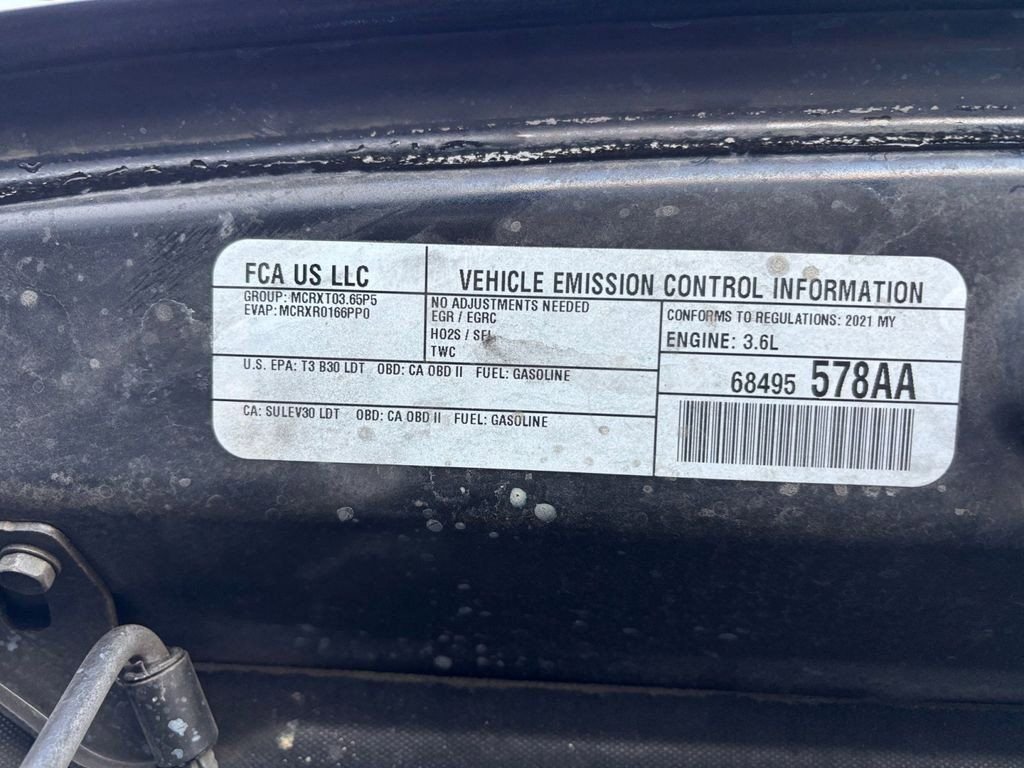 FCA US LLC
VEHICLE EMISSION CONTROL INFORMATION
GROUP: MCRXT03.65P5
EVAP: MCRXR0166PP0
NO ADJUSTMENTS NEEDED
EGR / EGRC
HO2S / SFI
TWC
CONFORMS TO REGULATIONS: 2021 MY
ENGINE: 3.6L
U.S. EPA: T3 B30 LDT OBD: CA OBD II FUEL: GASOLINE
68495 578AA
CA: SULEV30 LDT OBD: CA OBD II FUEL: GASOLINE